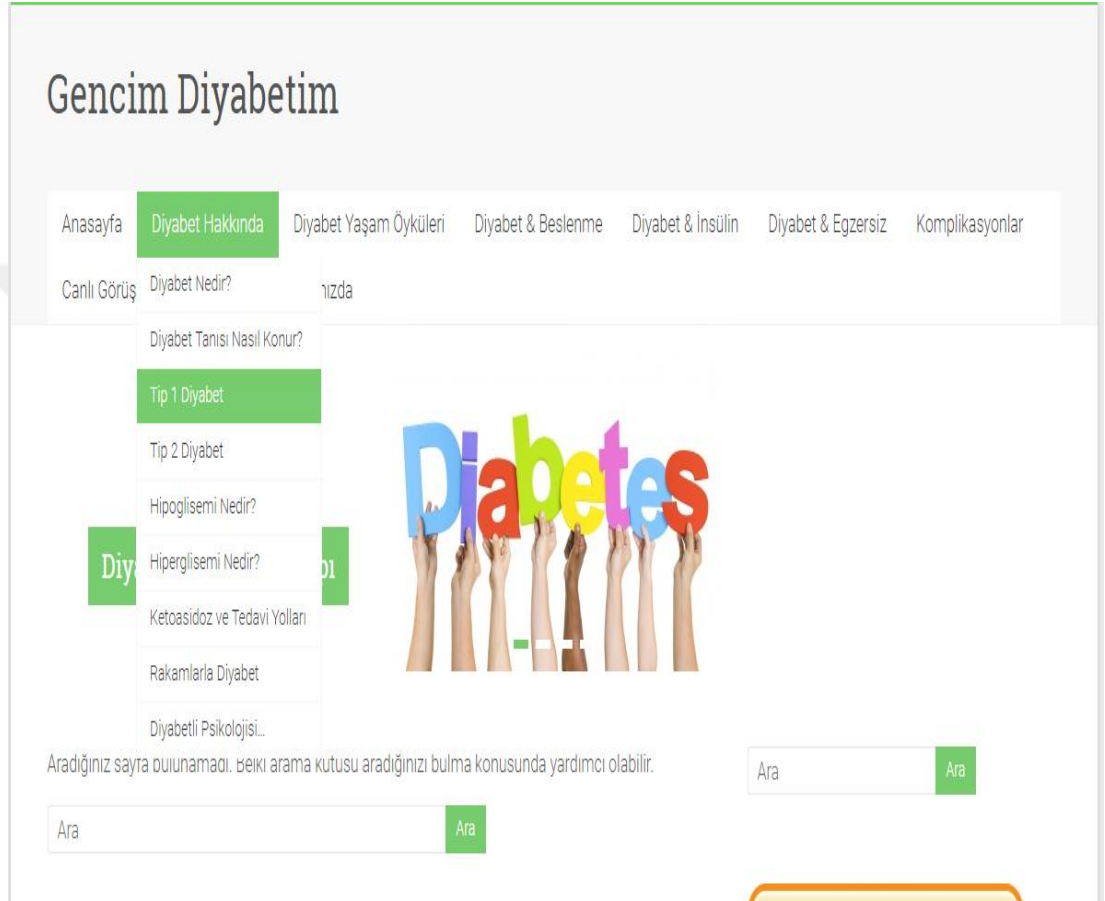 Gencim Diyabetim
Anasayfa Diyabet Hakkında Diyabet Yaşam Öyküleri Diyabet & Beslenme Diyabet & İnsülin Diyabet & Egzersiz Komplikasyonlar
Canlı Görüş
Diyabet Nedir?
Diyabet Tanısı Nasıl Konur?
Tip 1 Diyabet
Tip 2 Diyabet
Hipoglisemi Nedir?
Hiperglisemi Nedir?
Ketoasidoz ve Tedavi Yolları
Rakamlarla Diyabet
Diyabetli Psikolojisi...
Diabetes
Aradığınız sayfa bulunamadı. Belki arama kutusu aradığınızı bulma konusunda yardımcı olabilir.
Ara Ara
Ara Ara